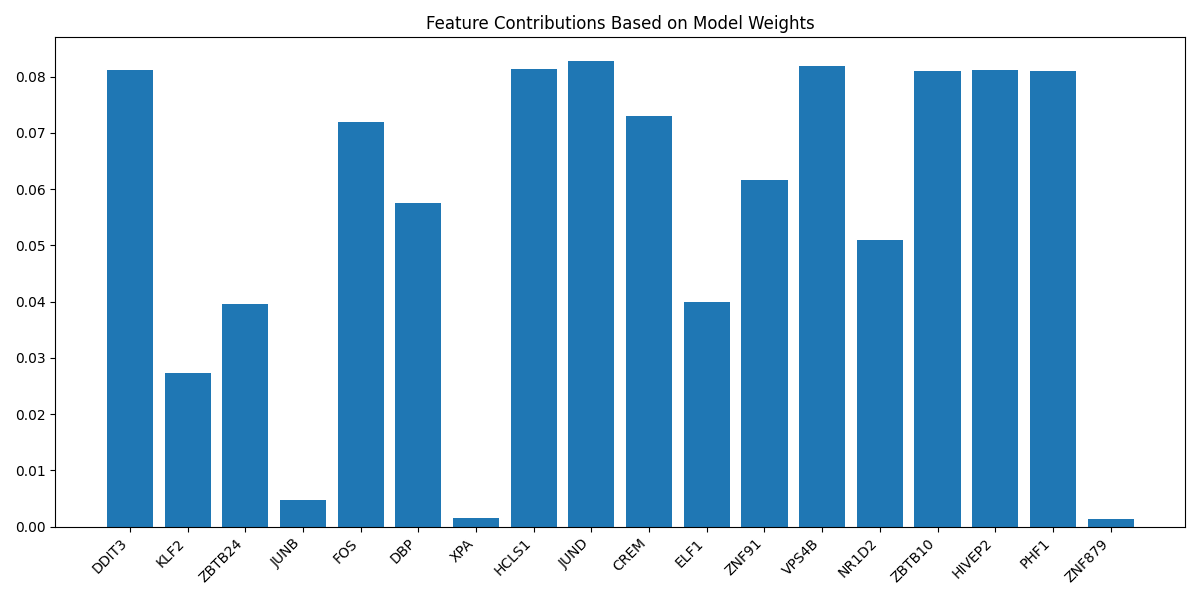 Feature Contributions Based on Model Weights
0.08
0.07
0.06
0.05
0.04
0.03
0.02
0.01
0.00
DDIT3
KLF2
ZBTB24
JUNB
FOS
DBP
XPA
HCLS1
JUND
CREM
ELF1
ZNF91
VPS4B
NR1D2
ZBTB10
HIVEP2
PHF1
ZNF879